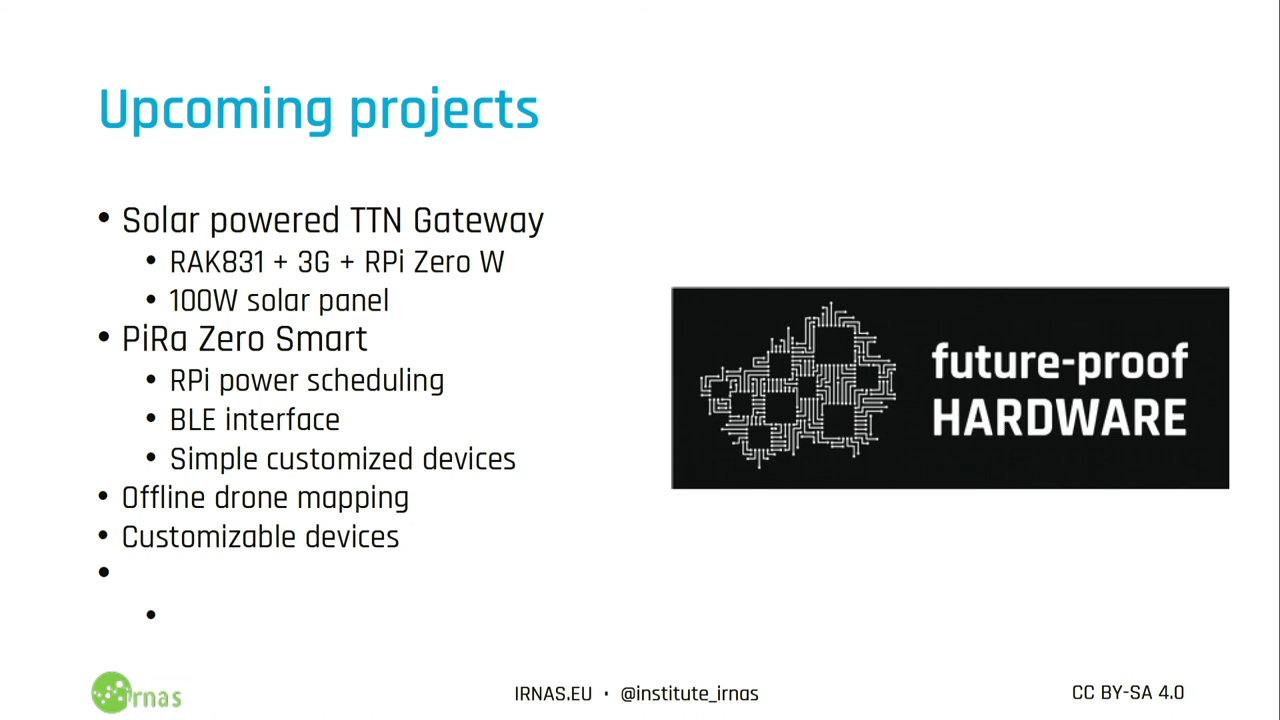 Upcoming projects
• Solar powered TTN Gateway
• RAK831 + 3G + RPi Zero W
• 100W solar panel
• PiRa Zero Smart
• RPi power scheduling
• BLE interface
• Simple customized devices
• Offline drone mapping
• Customizable devices
•
•
future-proof
HARDWARE
irnas
IRNAS.EU • @institute_irnas
CC BY-SA 4.0